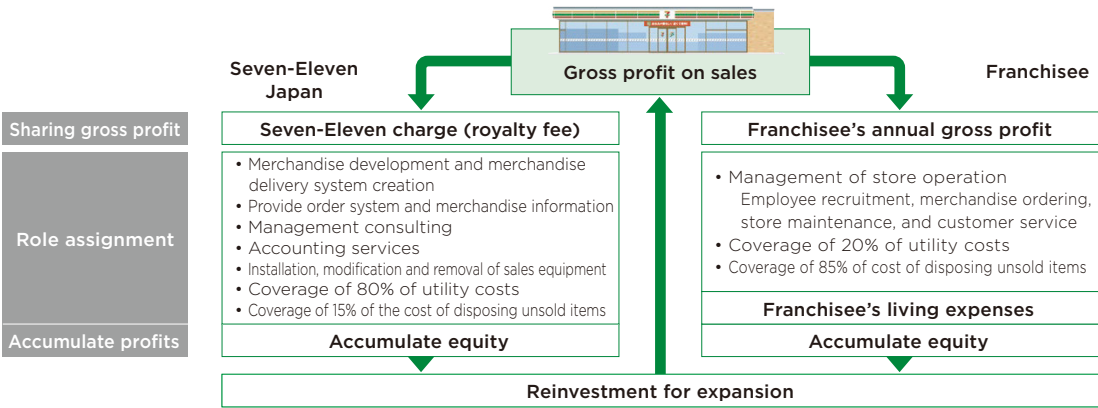 Seven-Eleven
Japan
Gross profit on sales
Franchisee
Sharing gross profit
Seven-Eleven charge (royalty fee)
Franchisee's annual gross profit
Role assignment
• Merchandise development and merchandise
delivery system creation
• Provide order system and merchandise information
• Management consulting
• Accounting services
• Installation, modification and removal of sales equipment
• Coverage of 80% of utility costs
• Coverage of 15% of the cost of disposing unsold items
• Management of store operation
Employee recruitment, merchandise ordering,
store maintenance, and customer service
• Coverage of 20% of utility costs
• Coverage of 85% of cost of disposing unsold items
Franchisee's living expenses
Accumulate profits
Accumulate equity
Accumulate equity
Reinvestment for expansion